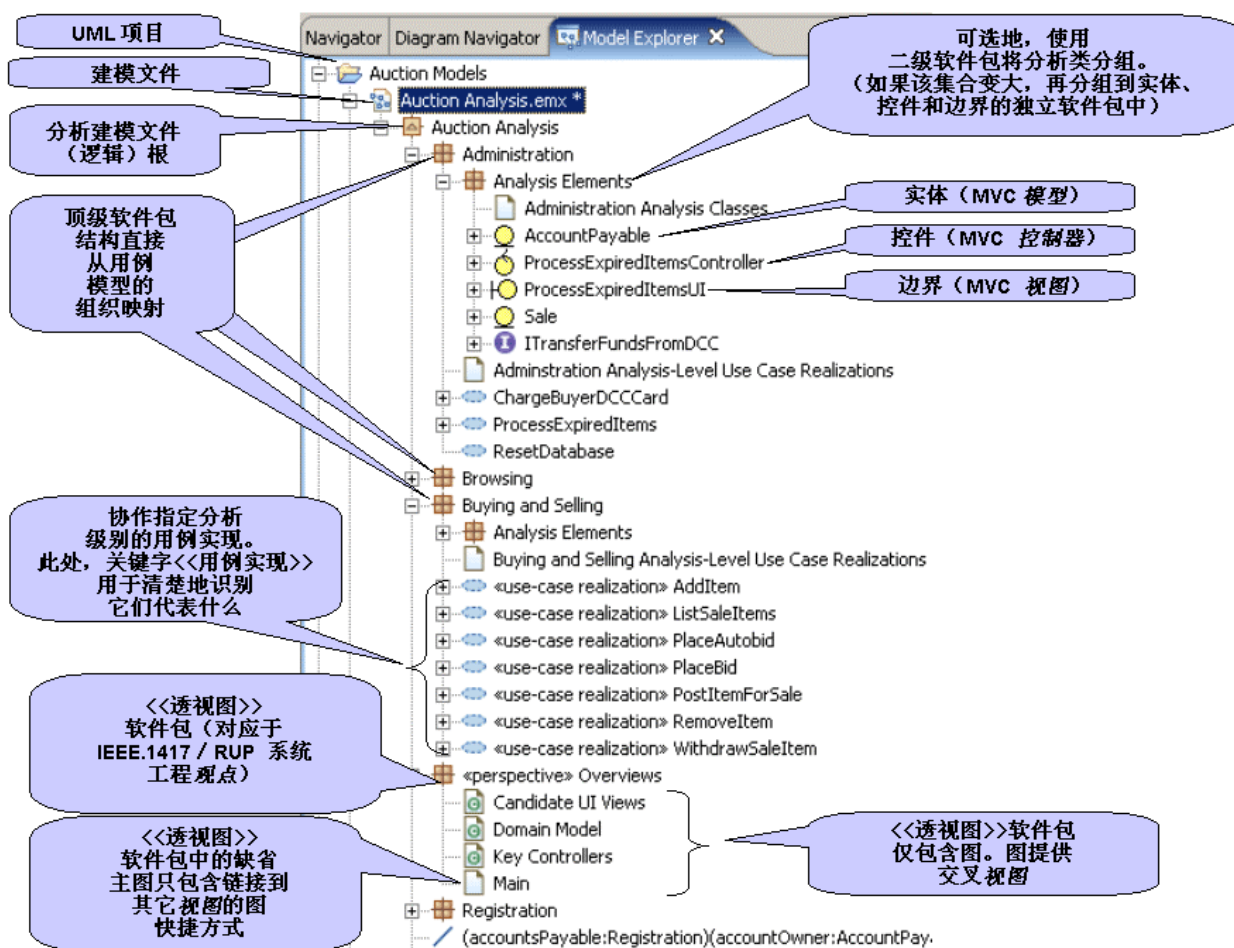 UML 项目
建模文件
分析建模文件
（逻辑）根
顶级软件包
结构直接
从用例
模型的
组织映射
协作指定分析
级别的用例实现。
此处，关键字<<用例实现>>
用于清楚地识别
它们代表什么
<<透视图>>
软件包（对应于
IEEE.1417 / RUP 系统
工程观点）
<<透视图>>
软件包中的缺省
主图只包含链接到
其它视图的图
快捷方式
Navigator
Diagram Navigator
Model Explorer
Auction Models
Auction Analysis.emx *
Auction Analysis
Administration
Analysis Elements
Administration Analysis Classes
AccountPayable
ProcessExpiredItemsController
ProcessExpiredItemsUI
Sale
ITransferFundsFromDCC
Adminstration Analysis-Level Use Case Realizations
ChargeBuyerDCCCard
ProcessExpiredItems
ResetDatabase
Browsing
Buying and Selling
Analysis Elements
Buying and Selling Analysis-Level Use Case Realizations
«use-case realization» AddItem
«use-case realization» ListSaleItems
«use-case realization» PlaceAutobid
«use-case realization» PlaceBid
«use-case realization» PostItemForSale
«use-case realization» RemoveItem
«use-case realization» WithdrawSaleItem
«perspective» Overviews
Candidate UI Views
Domain Model
Key Controllers
Main
Registration
(accountsPayable:Registration)(accountOwner:AccountPay.
可选地，使用
二级软件包将分析类分组。
（如果该集合变大，再分组到实体、
控件和边界的独立软件包中）
实体（MVC 模型）
控件（MVC 控制器）
边界（MVC 视图）
<<透视图>>软件包
仅包含图。图提供
交叉视图